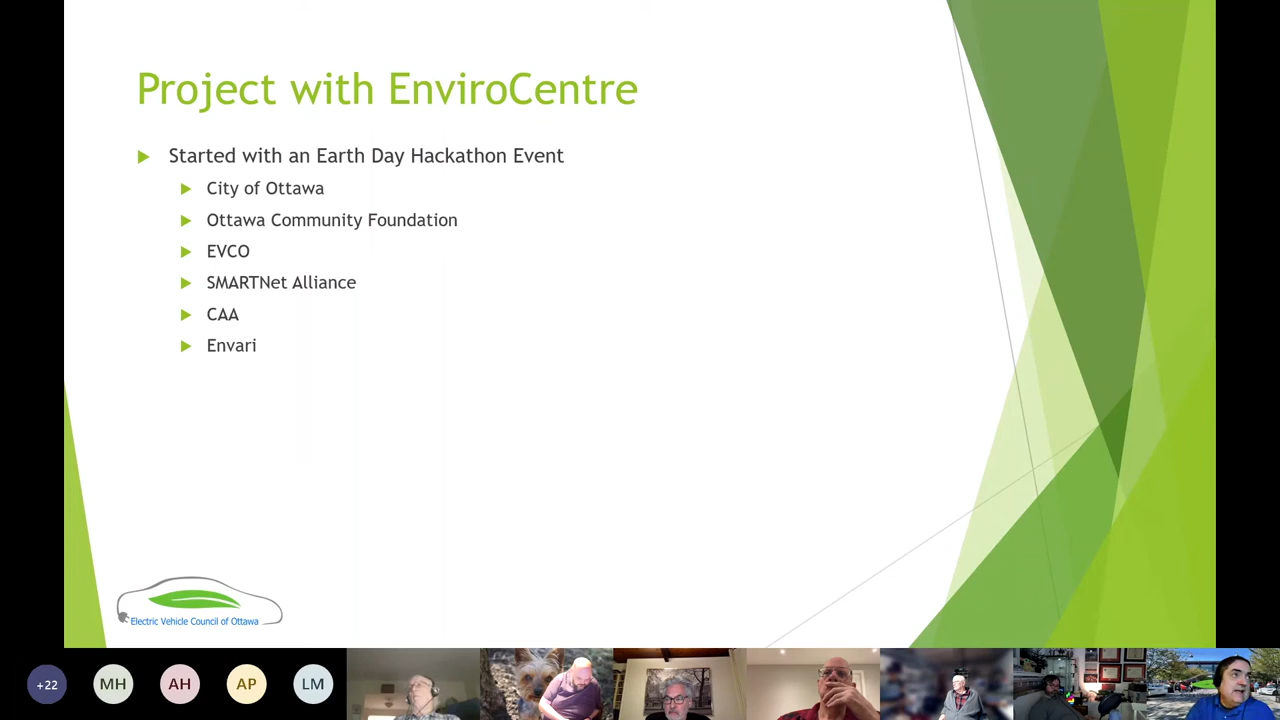 Project with EnviroCentre
Started with an Earth Day Hackathon Event
City of Ottawa
Ottawa Community Foundation
EVCO
SMARTNet Alliance
CAA
Envari
Electric Vehicle Council of Ottawa
+22
MH
AH
AP
LM